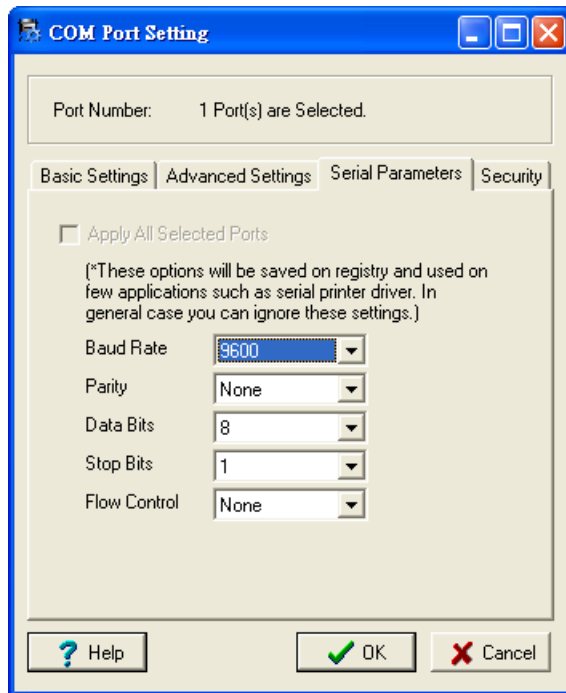 COM Port Setting
Port Number: 1 Port(s) are Selected.
Basic Settings Advanced Settings Serial Parameters Security
Apply All Selected Ports
(*These options will be saved on registry and used on
few applications such as serial printer driver. In
general case you can ignore these settings.)
Baud Rate 9600
Parity None
Data Bits 8
Stop Bits 1
Flow Control None
? Help OK Cancel